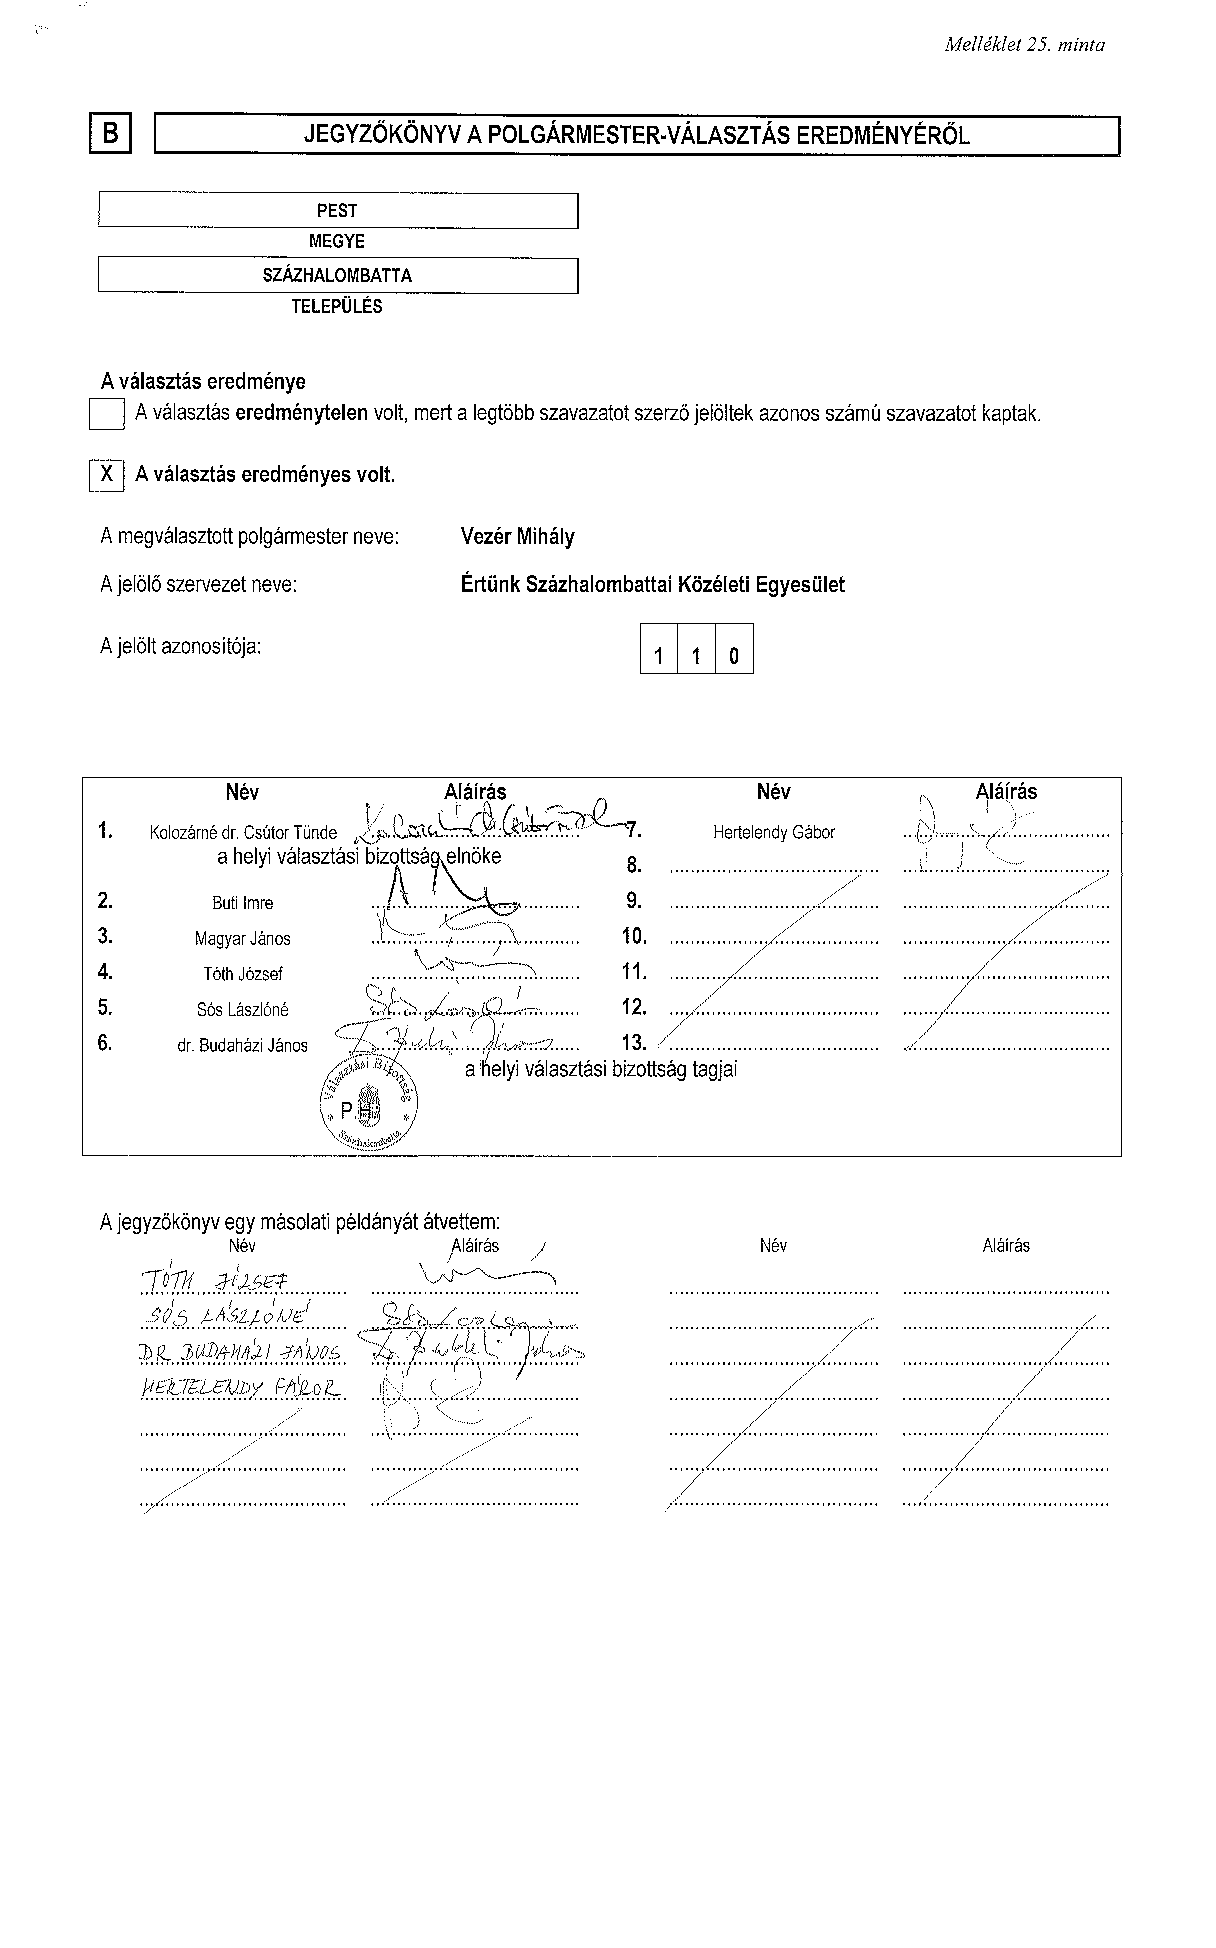 Melléklet 25. minta
B JEGYZŐKÖNYV A POLGÁRMESTER-VÁLASZTÁS EREDMÉNYÉRŐL
PEST
MEGYE
SZÁZHALOMBATTA
TELEPÜLÉS
A választás eredménye
A választás eredménytelen volt, mert a legtöbb szavazatot szerző jelöltek azonos számú szavazatot kaptak.
X A választás eredményes volt.
A megválasztott polgármester neve: Vezér Mihály
A jelölő szervezet neve: Értünk Százhalombattai Közéleti Egyesület
A jelölt azonosítója: 1 1 0
Név Aláírás Név Aláírás
1. Kolozárné dr. Csútor Tünde 7. Hertelendy Gábor
a helyi választási bizottság elnöke
8.
2. Buti Imre 9.
3. Magyar János 10.
4. Tóth József 11.
5. Sós Lászlóné 12.
6. dr. Budaházi János 13.
a helyi választási bizottság tagjai
Választási Bizottság
P.H.
Százhalombatta
A jegyzőkönyv egy másolati példányát átvettem:
Név Aláírás Név Aláírás
TÓTH JÓZSEF
SÓS LÁSZLÓNÉ
DR. BUDAHÁZI JÁNOS
HERTELENDY GÁBOR